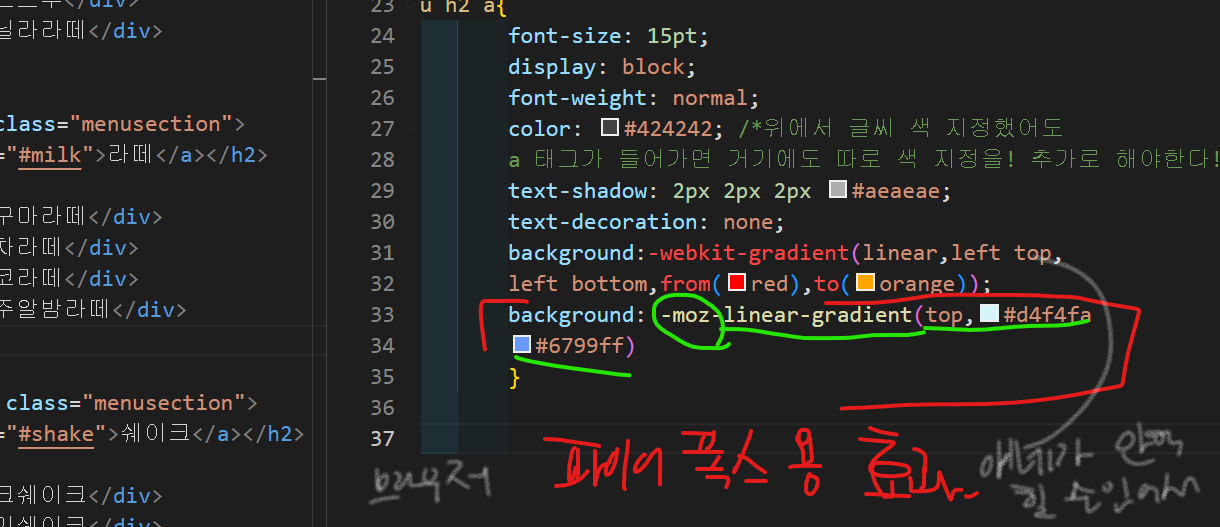 스무</div>
닐라라떼</div>
class="menusection">
="#milk">라떼</a></h2>
구마라떼</div>
차라떼</div>
코라떼</div>
주알밤라떼</div>
class="menusection">
="#shake">쉐이크</a></h2>
크쉐이크</div>
쉐이크</div>
23 u h2 a{
24 font-size: 15pt;
25 display: block;
26 font-weight: normal;
27 color: #424242; /*위에서 글씨 색 지정했어도
28 a 태그가 들어가면 거기에도 따로 색 지정을! 추가로 해야한다!
29 text-shadow: 2px 2px 2px #aeaeae;
30 text-decoration: none;
31 background:-webkit-gradient(linear,left top,
32 left bottom,from(red),to(orange));
33 background: -moz-linear-gradient(top,#d4f4fa
34 #6799ff)
35 }
36
37
브라우저
파이어 폭스용 효과
얘네가 안먹
힐 수 있어서